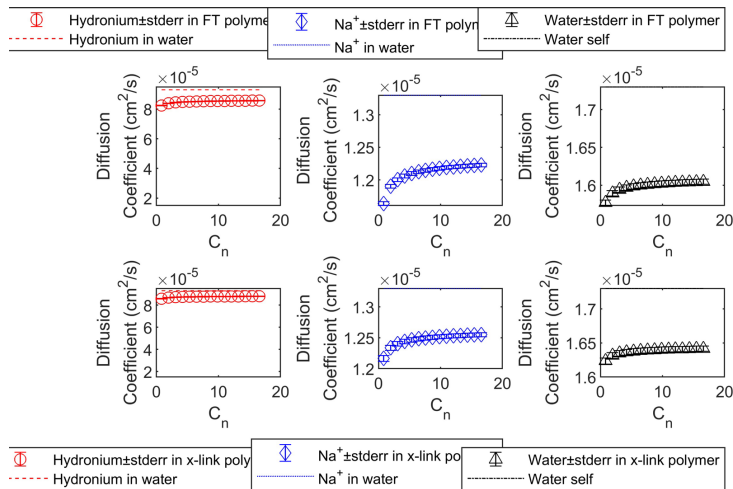 Hydronium±stderr in FT polyme
Hydronium in water
Na+±stderr in FT polym
Na+ in water
Water±stderr in FT polymer
Water self
×10-5
8
6
4
2
0
10
20
Diffusion
Coefficient (cm2/s)
Cn
×10-5
1.3
1.2
0
10
20
Diffusion
Coefficient (cm2/s)
Cn
×10-5
1.7
1.65
1.6
0
10
20
Diffusion
Coefficient (cm2/s)
Cn
×10-5
8
6
4
2
0
10
20
Diffusion
Coefficient (cm2/s)
Cn
×10-5
1.3
1.25
1.2
0
10
20
Diffusion
Coefficient (cm2/s)
Cn
×10-5
1.7
1.65
1.6
0
10
20
Diffusion
Coefficient (cm2/s)
Cn
Hydronium±stderr in x-link poly
Hydronium in water
Na+±stderr in x-link po
Na+ in water
Water±stderr in x-link polymer
Water self